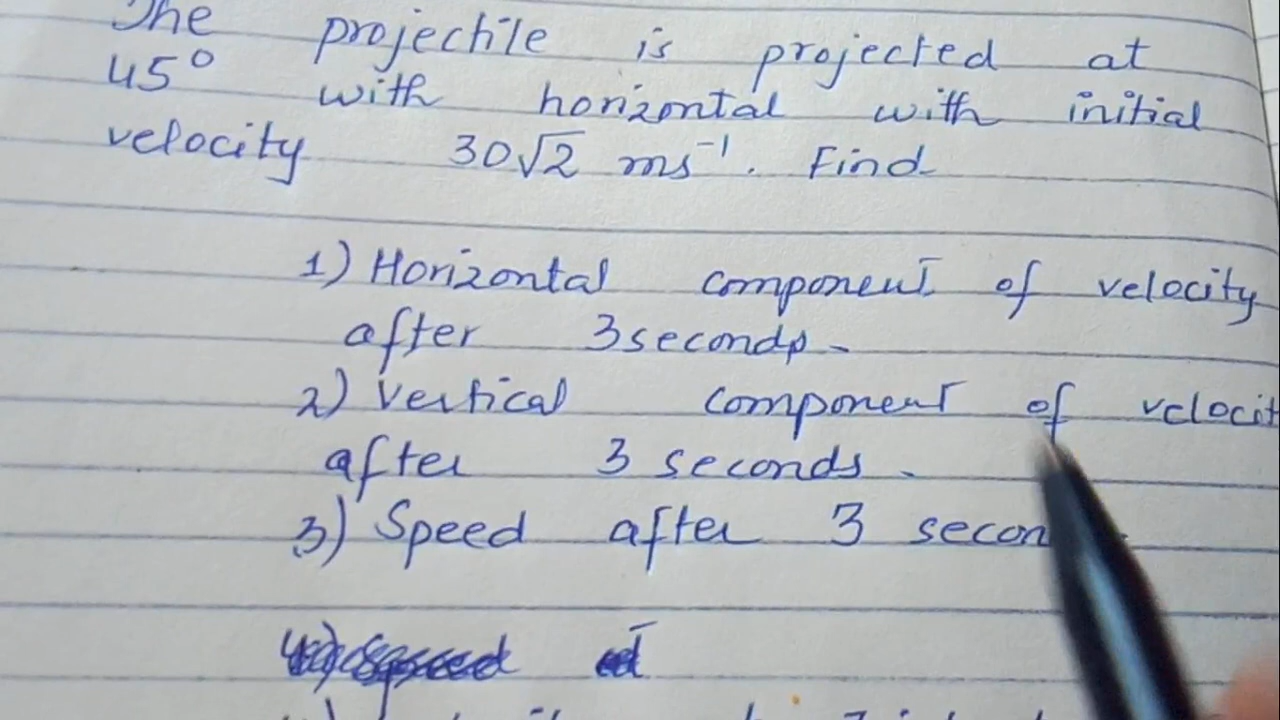 The projectile is projected at
45° with horizontal with initial
velocity 30√2 ms⁻¹. Find
1) Horizontal component of velocity
after 3 seconds.
2) Vertical component of velocit
after 3 seconds.
3) Speed after 3 secon